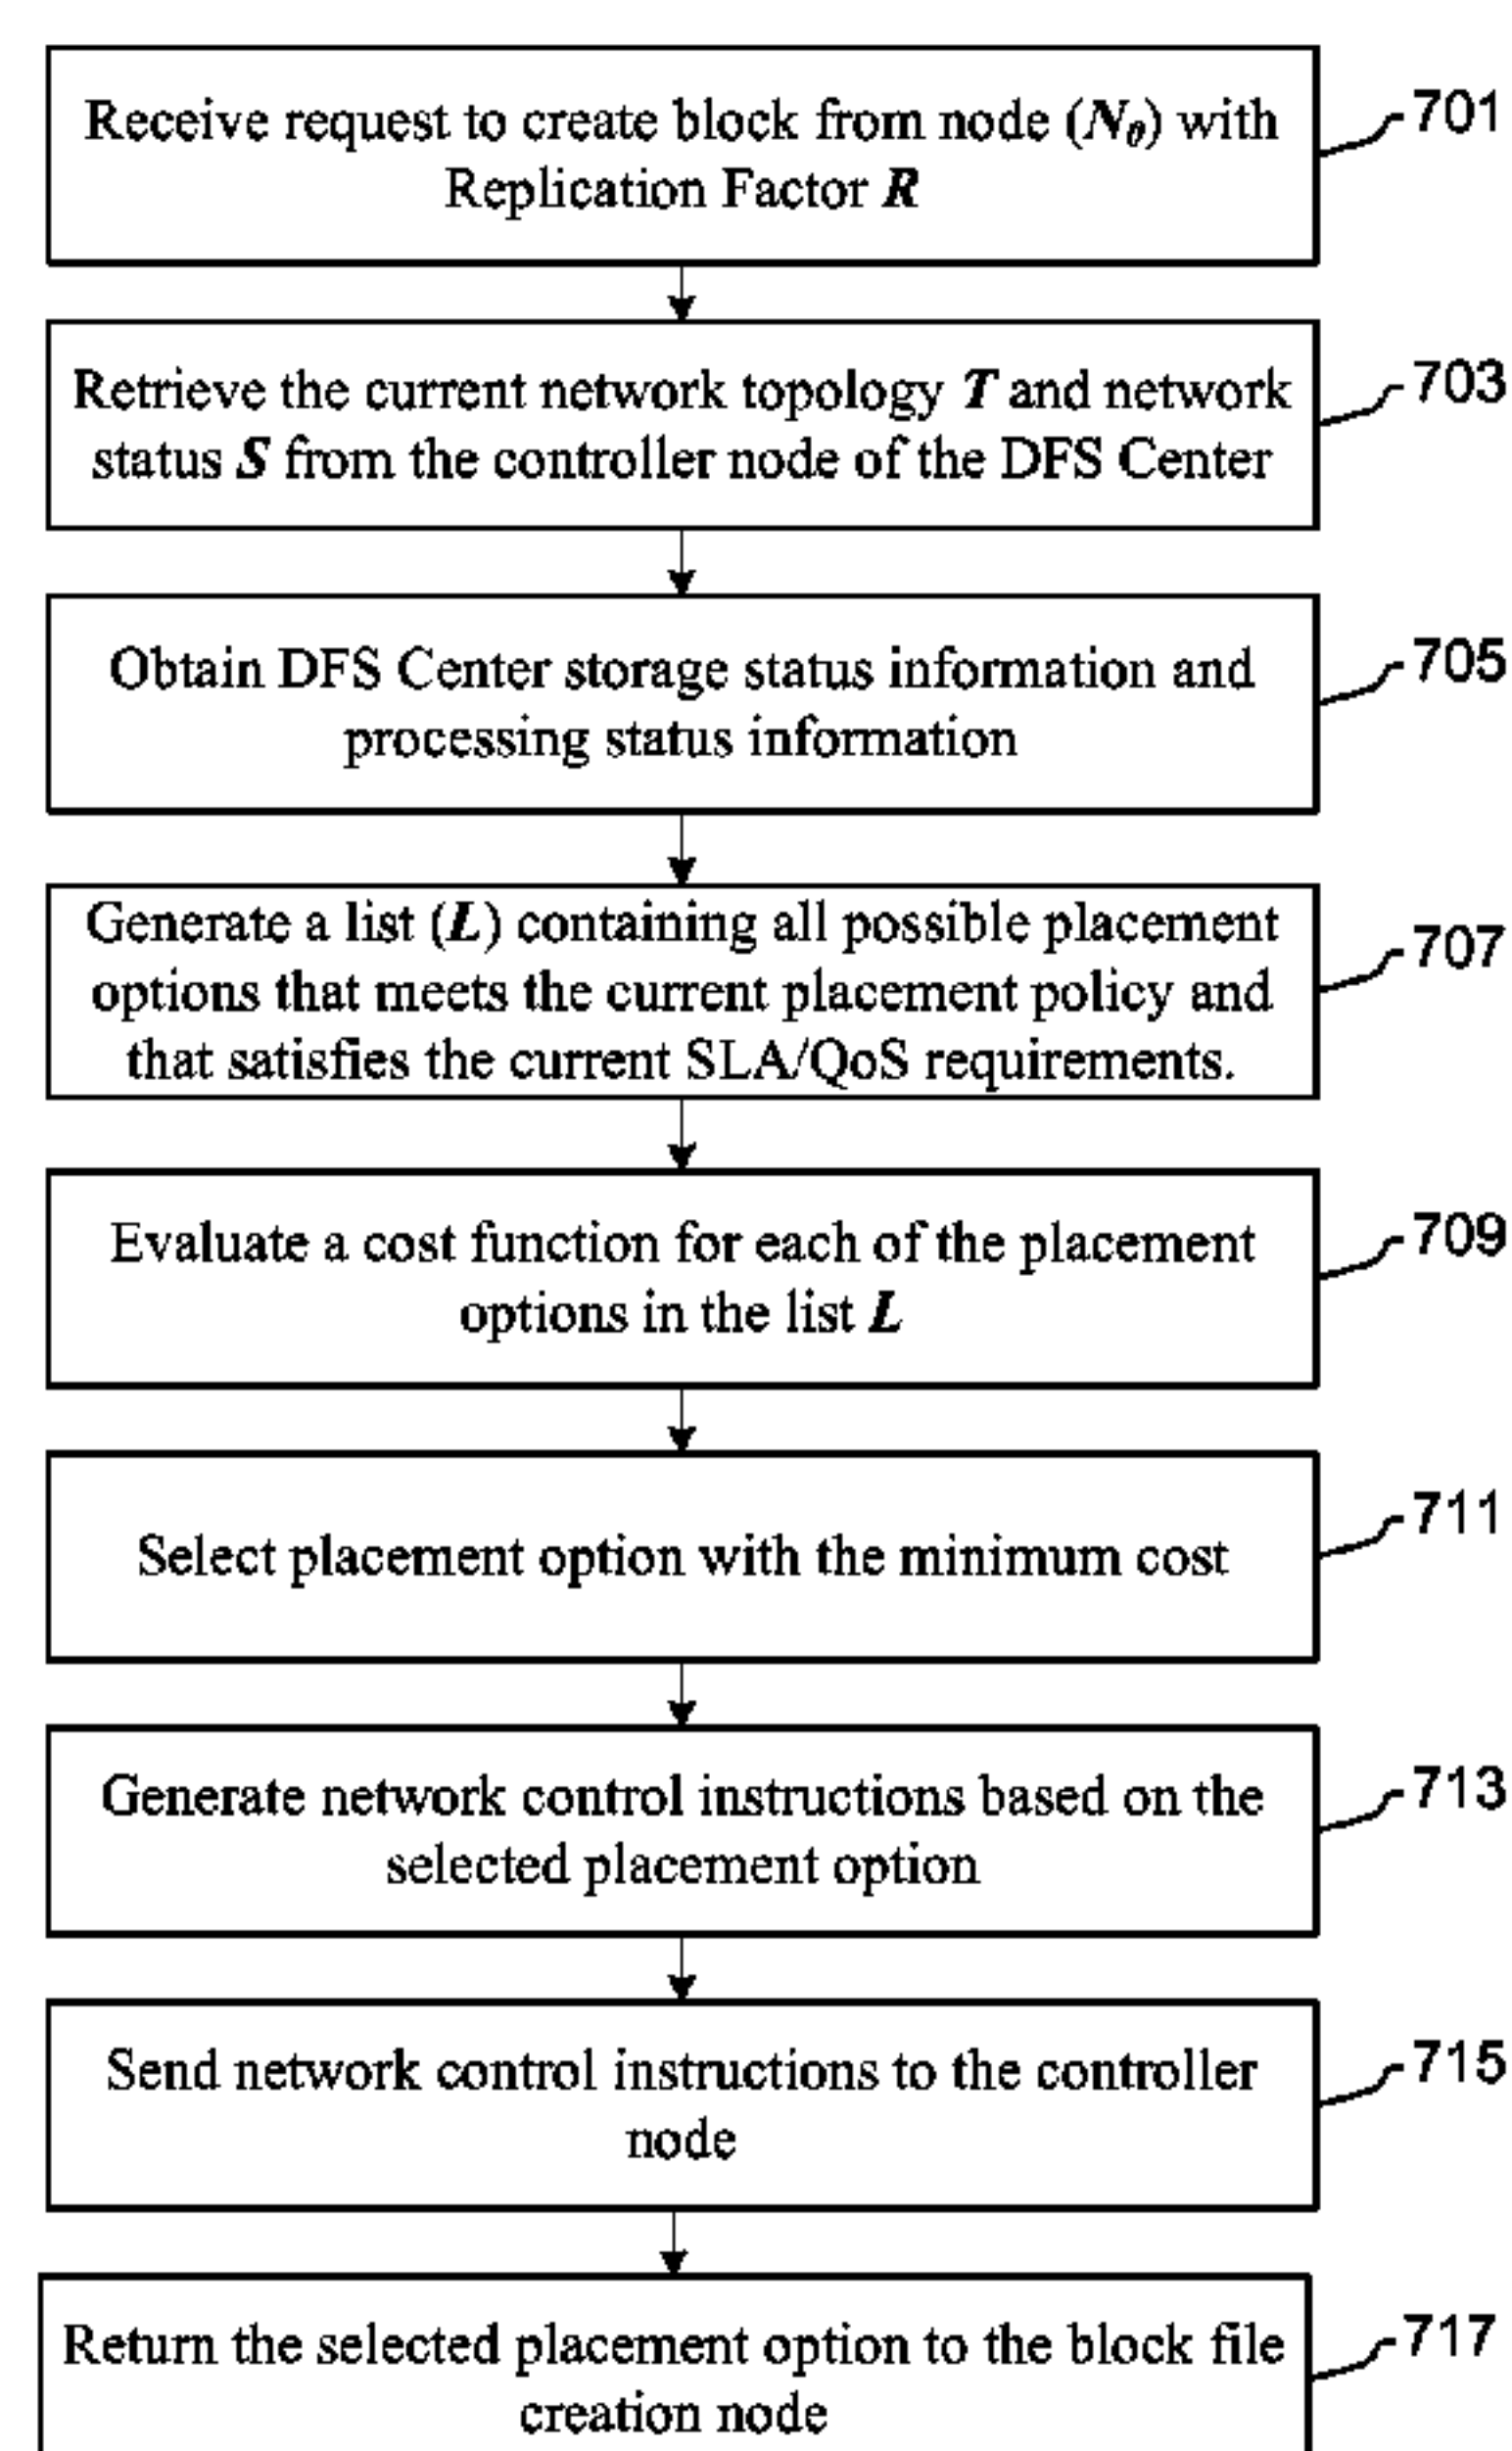 Receive request to create block from node (N0) with
Replication Factor R
701
Retrieve the current network topology T and network
status S from the controller node of the DFS Center
703
Obtain DFS Center storage status information and
processing status information
705
Generate a list (L) containing all possible placement
options that meets the current placement policy and
that satisfies the current SLA/QoS requirements.
707
Evaluate a cost function for each of the placement
options in the list L
709
Select placement option with the minimum cost
711
Generate network control instructions based on the
selected placement option
713
Send network control instructions to the controller
node
715
Return the selected placement option to the block file
creation node
717